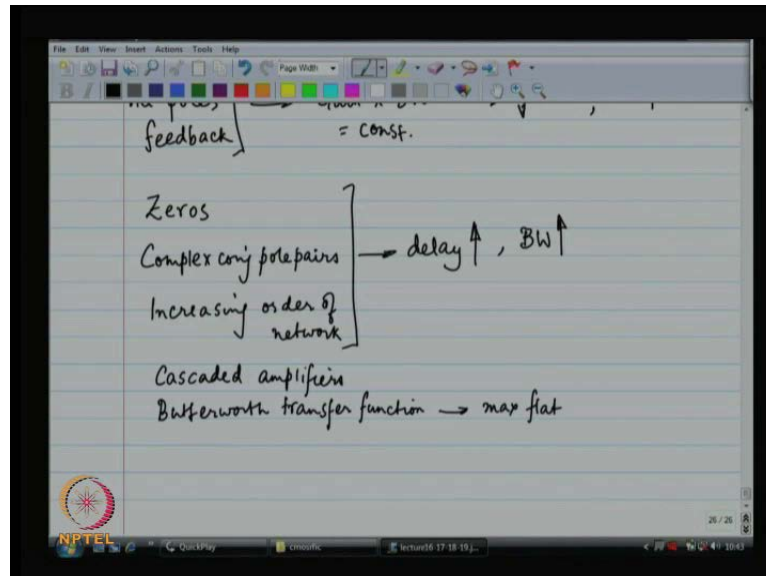 File Edit View Insert Actions Tools Help
Page Width
feedback
= const.
Zeros
Complex conj pole pairs → delay ↑ , BW ↑
Increasing order of
network
Cascaded amplifiers
Butterworth transfer function → max flat
26 / 26
NPTEL
QuickPlay cmosrfic lecture16-17-18-19.j... 10:43